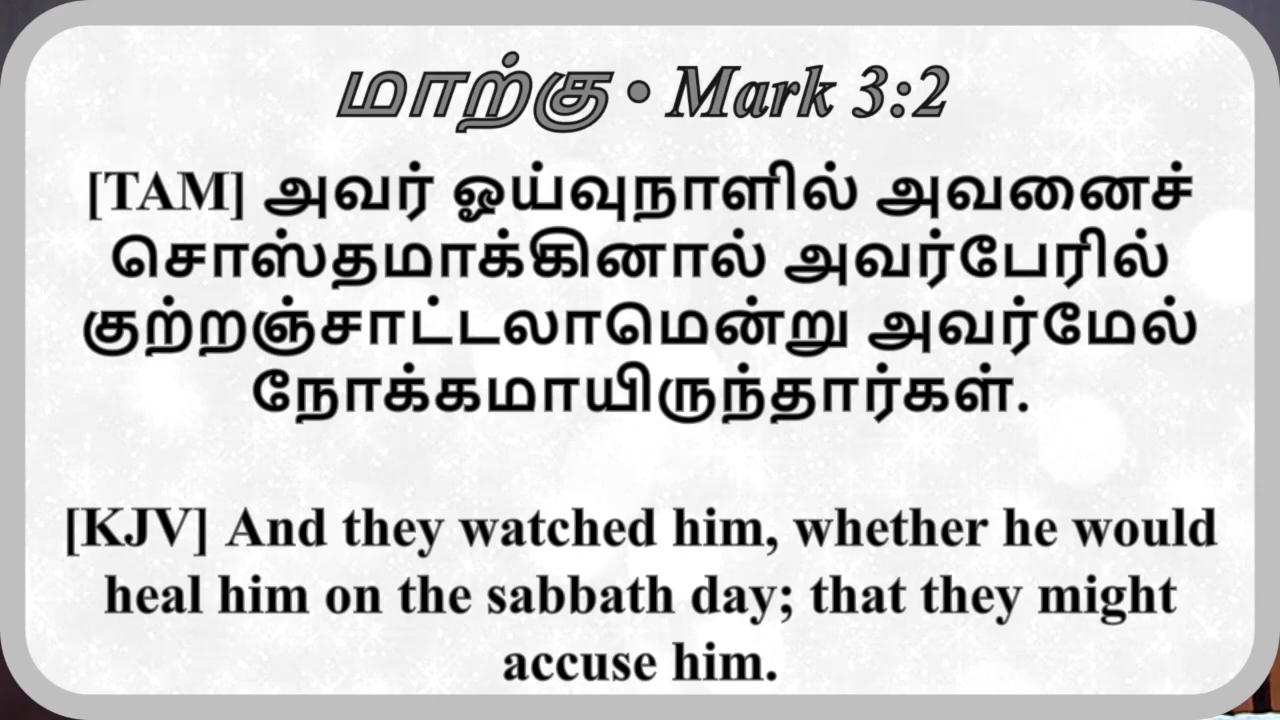 மாற்கு • Mark 3:2
[TAM] அவர் ஓய்வுநாளில் அவனைச்
சொஸ்தமாக்கினால் அவர்பேரில்
குற்றஞ்சாட்டலாமென்று அவர்மேல்
நோக்கமாயிருந்தார்கள்.
[KJV] And they watched him, whether he would
heal him on the sabbath day; that they might
accuse him.